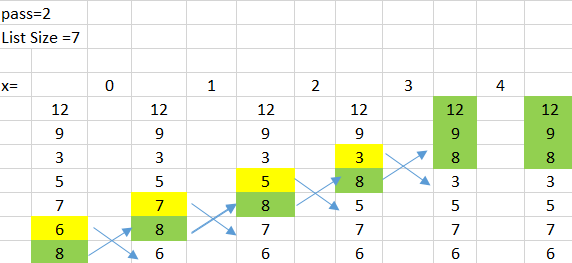 pass=2
List Size =7
x= 0 1 2 3 4
12 12 12 12 12 12
9 9 9 9 9 9
3 3 3 3 8 8
5 5 5 8 3 3
7 7 8 5 5 5
6 8 7 7 7 7
8 6 6 6 6 6